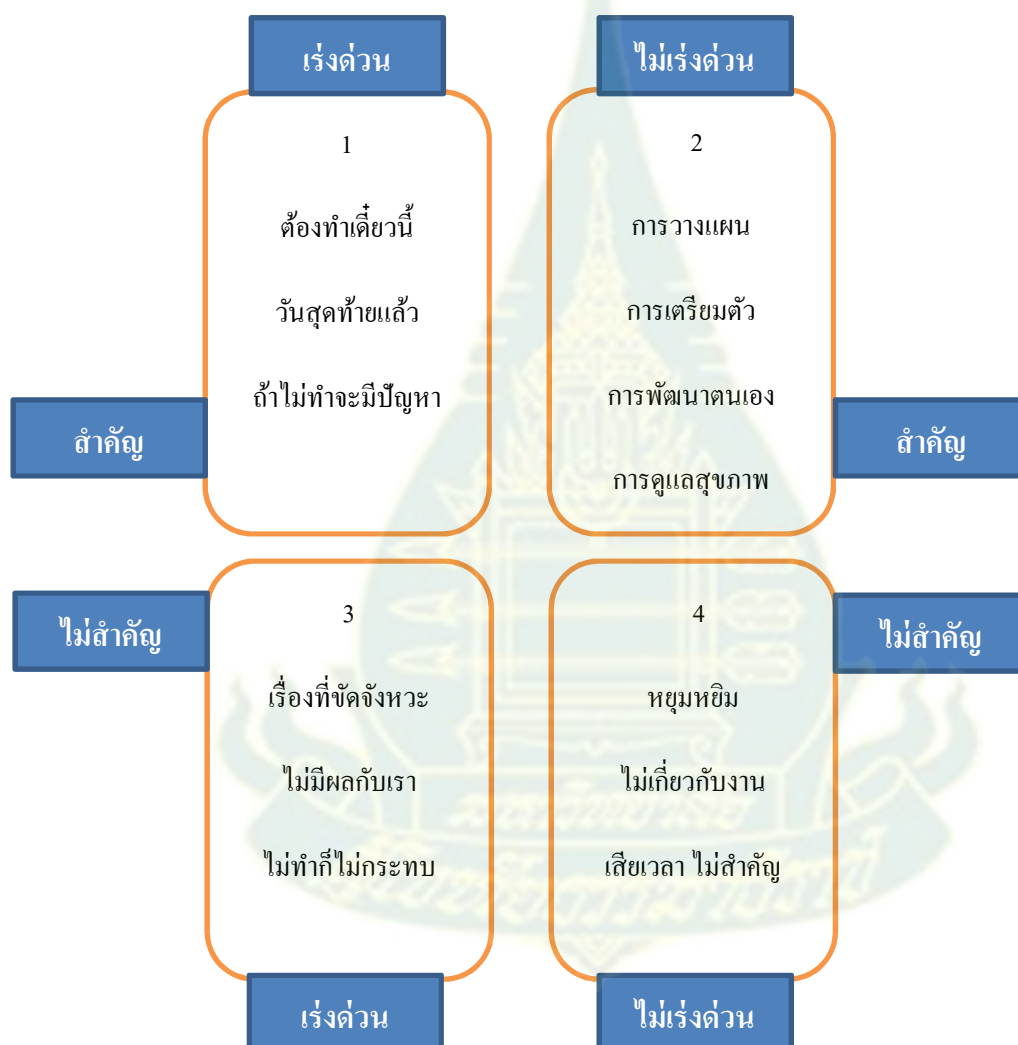 เร่งด่วน
ไม่เร่งด่วน
1
ต้องทำเดี๋ยวนี้
วันสุดท้ายแล้ว
ถ้าไม่ทำจะมีปัญหา
สำคัญ
2
การวางแผน
การเตรียมตัว
การพัฒนาตนเอง
การดูแลสุขภาพ
สำคัญ
ไม่สำคัญ
3
เรื่องที่ขัดจังหวะ
ไม่มีผลกับเรา
ไม่ทำก็ไม่กระทบ
4
หยุมหยิม
ไม่เกี่ยวกับงาน
เสียเวลา ไม่สำคัญ
ไม่สำคัญ
เร่งด่วน
ไม่เร่งด่วน